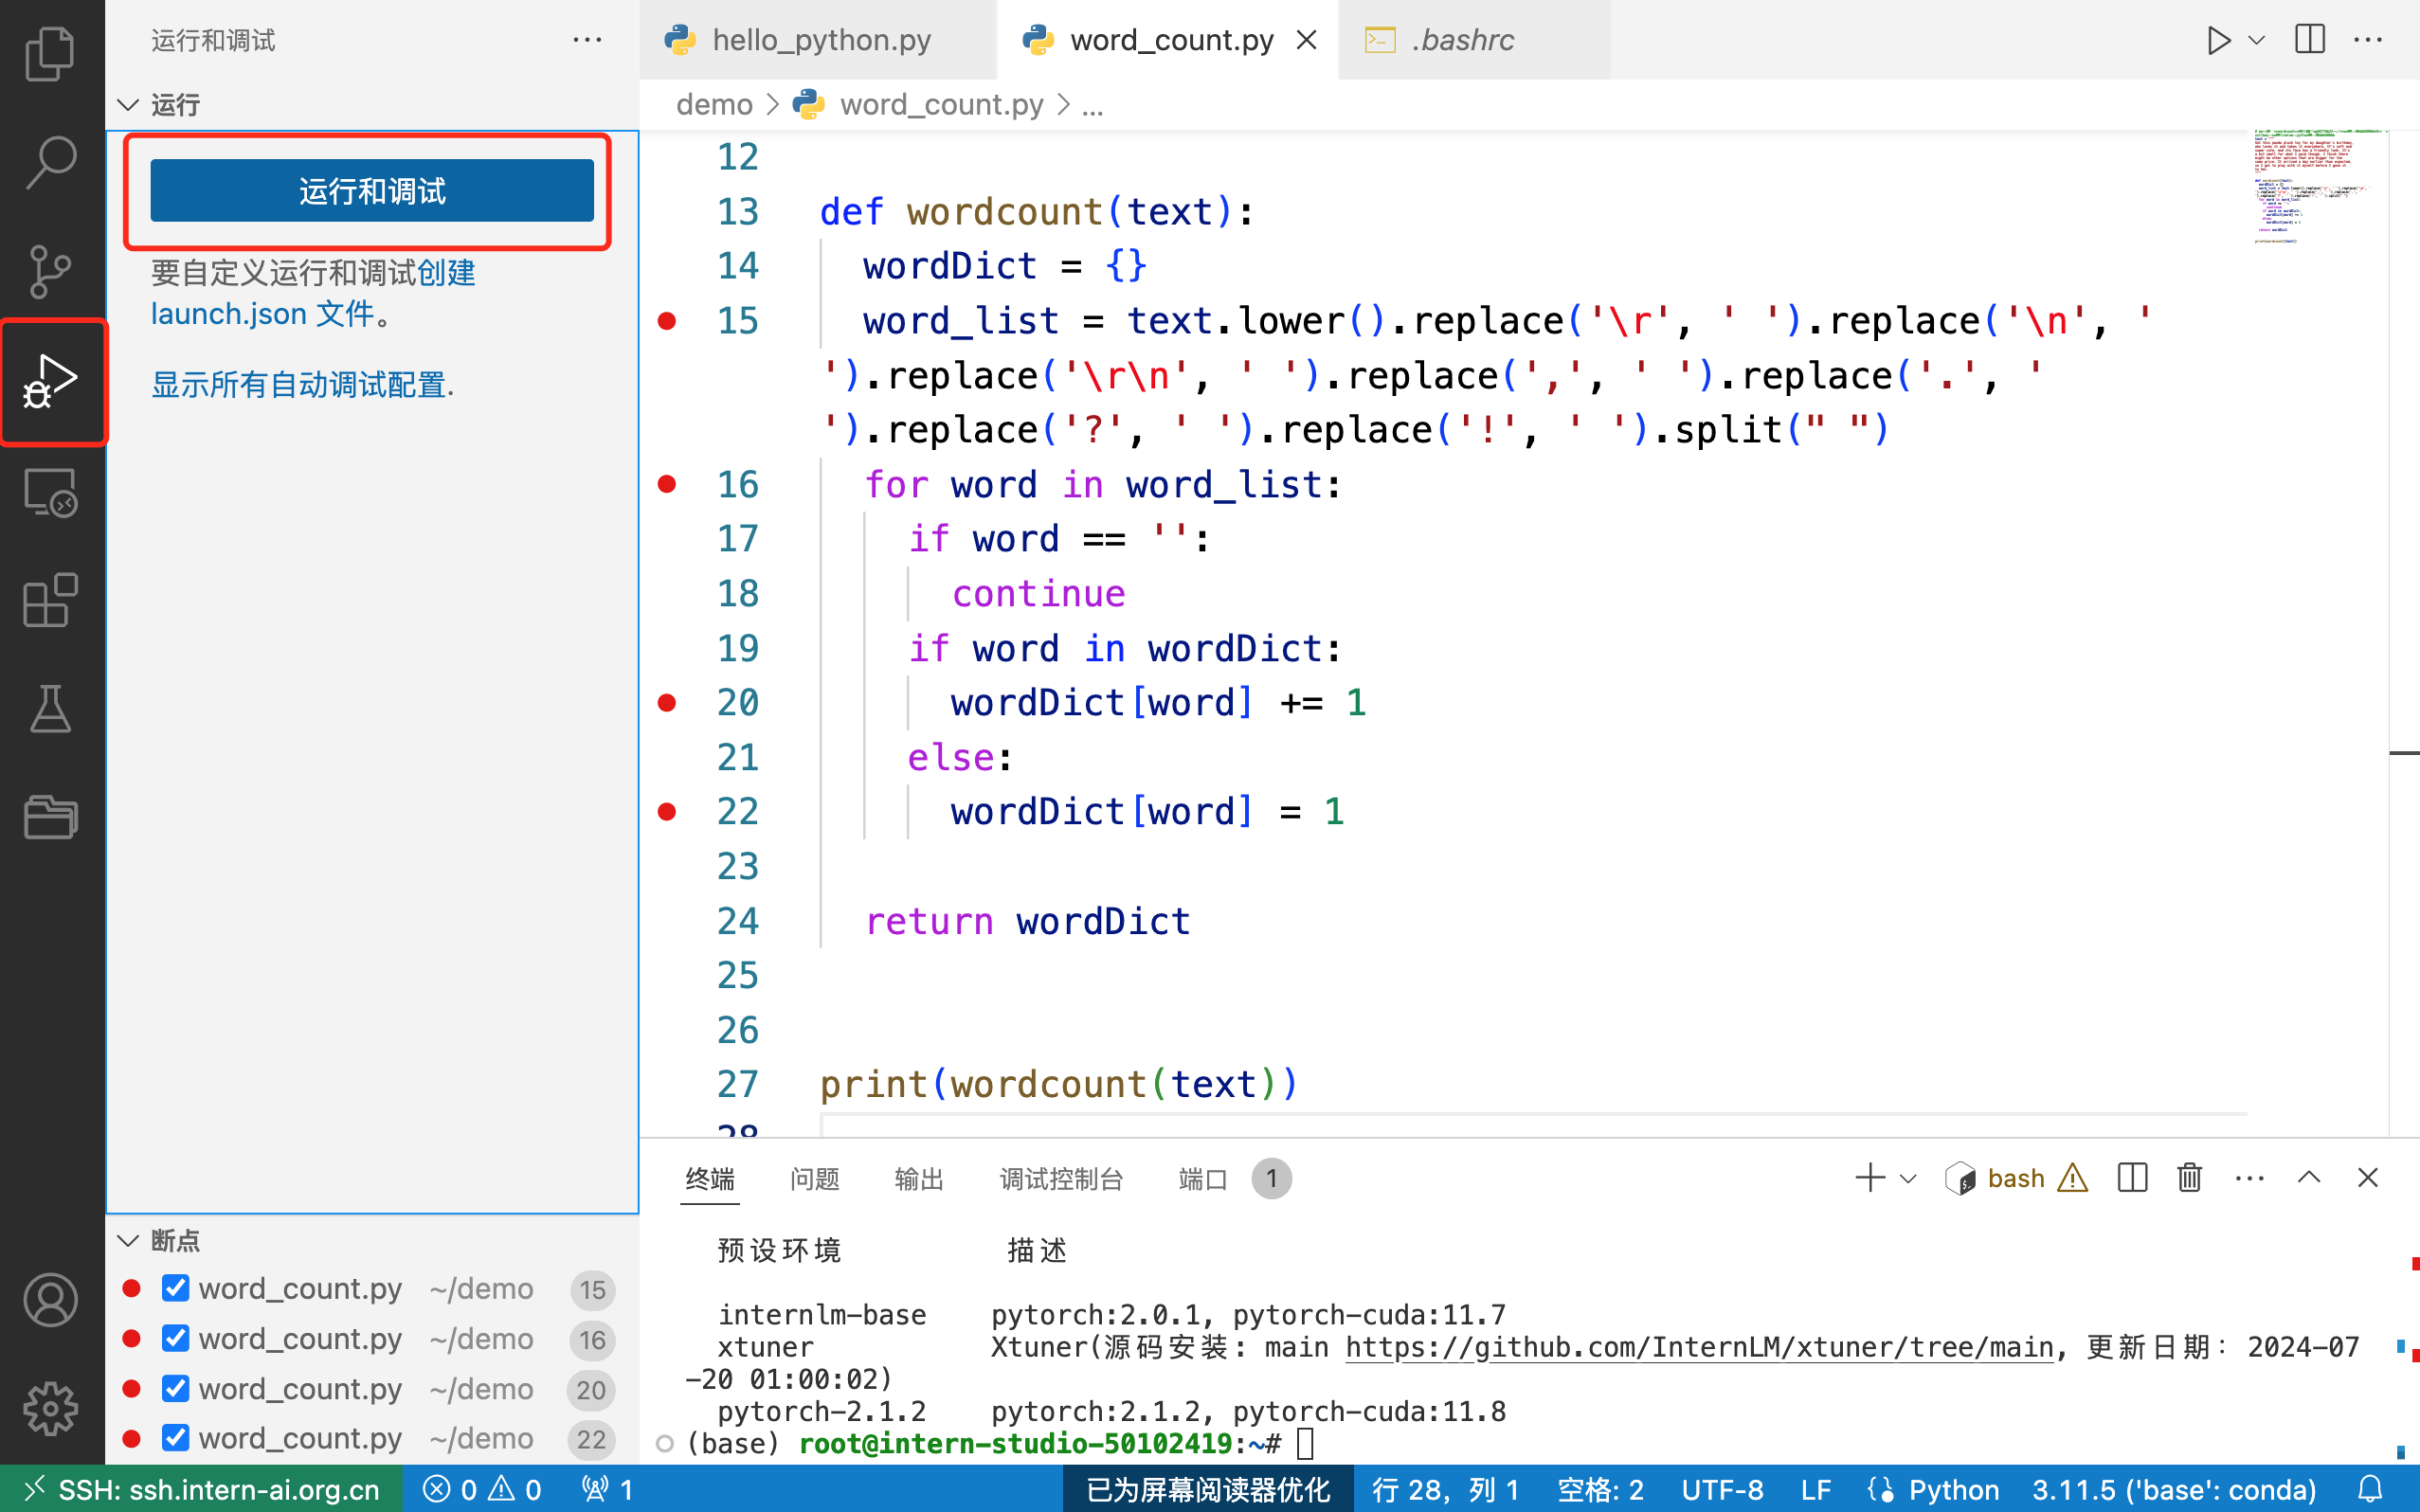 运行和调试 ···
hello_python.py
word_count.py
.bashrc
运行
demo > word_count.py > ...
运行和调试
要自定义运行和调试创建
launch.json 文件。
显示所有自动调试配置.
12
13 def wordcount(text):
14 wordDict = {}
15 word_list = text.lower().replace('\r', ' ').replace('\n', '
').replace('\r\n', ' ').replace(',', ' ').replace('.', '
').replace('?', ' ').replace('!', ' ').split(" ")
16 for word in word_list:
17 if word == '':
18 continue
19 if word in wordDict:
20 wordDict[word] += 1
21 else:
22 wordDict[word] = 1
23
24 return wordDict
25
26
27 print(wordcount(text))
28
断点
word_count.py ~/demo 15
word_count.py ~/demo 16
word_count.py ~/demo 20
word_count.py ~/demo 22
终端 问题 输出 调试控制台 端口 1
bash
预设环境 描述
internlm-base pytorch:2.0.1, pytorch-cuda:11.7
xtuner Xtuner(源码安装: main https://github.com/InternLM/xtuner/tree/main, 更新日期: 2024-07
-20 01:00:02)
pytorch-2.1.2 pytorch:2.1.2, pytorch-cuda:11.8
(base) root@intern-studio-50102419:~#
SSH: ssh.intern-ai.org.cn 0 0 1 已为屏幕阅读器优化 行 28, 列 1 空格: 2 UTF-8 LF Python 3.11.5 ('base': conda)